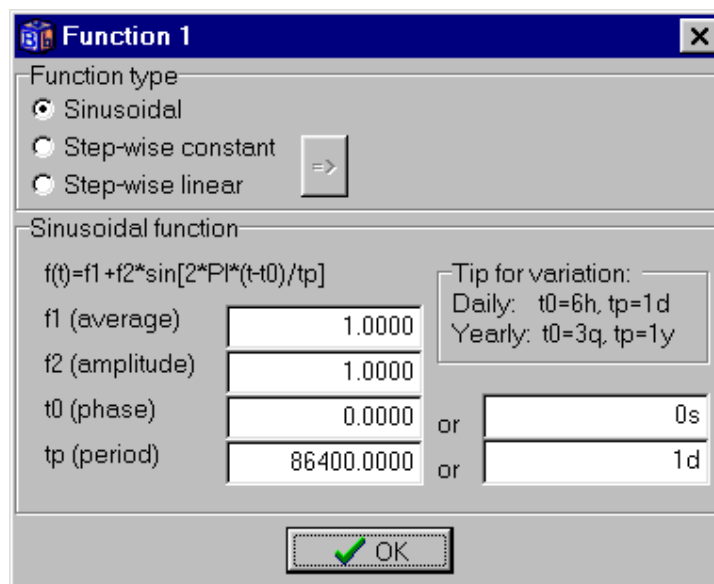 Function 1
Function type
Sinusoidal
Step-wise constant
=>
Step-wise linear
Sinusoidal function
f(t)=f1+f2*sin[2*PI*(t-t0)/tp]
Tip for variation:
Daily: t0=6h, tp=1d
Yearly: t0=3q, tp=1y
f1 (average) 1.0000
f2 (amplitude) 1.0000
t0 (phase) 0.0000 or 0s
tp (period) 86400.0000 or 1d
OK